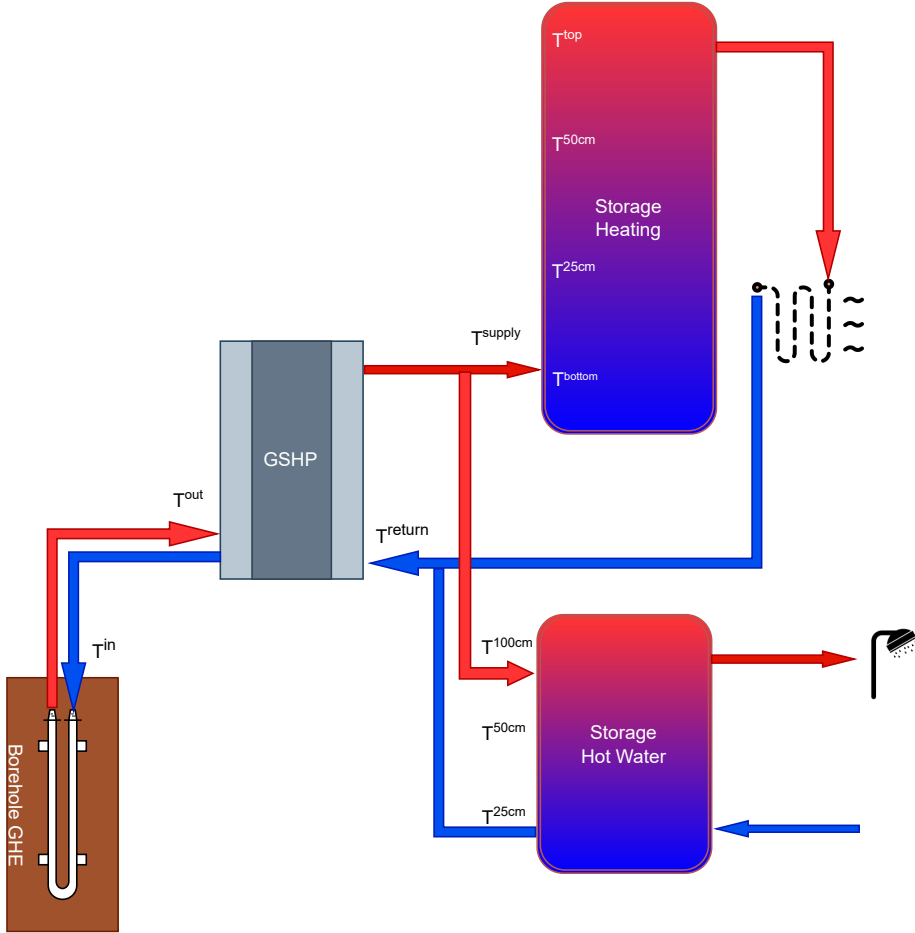 T^top
T^50cm
Storage
Heating
T^25cm
T^supply
T^bottom
GSHP
T^out
T^return
T^in
T^100cm
T^50cm
Storage
Hot Water
T^25cm
Borehole GHE